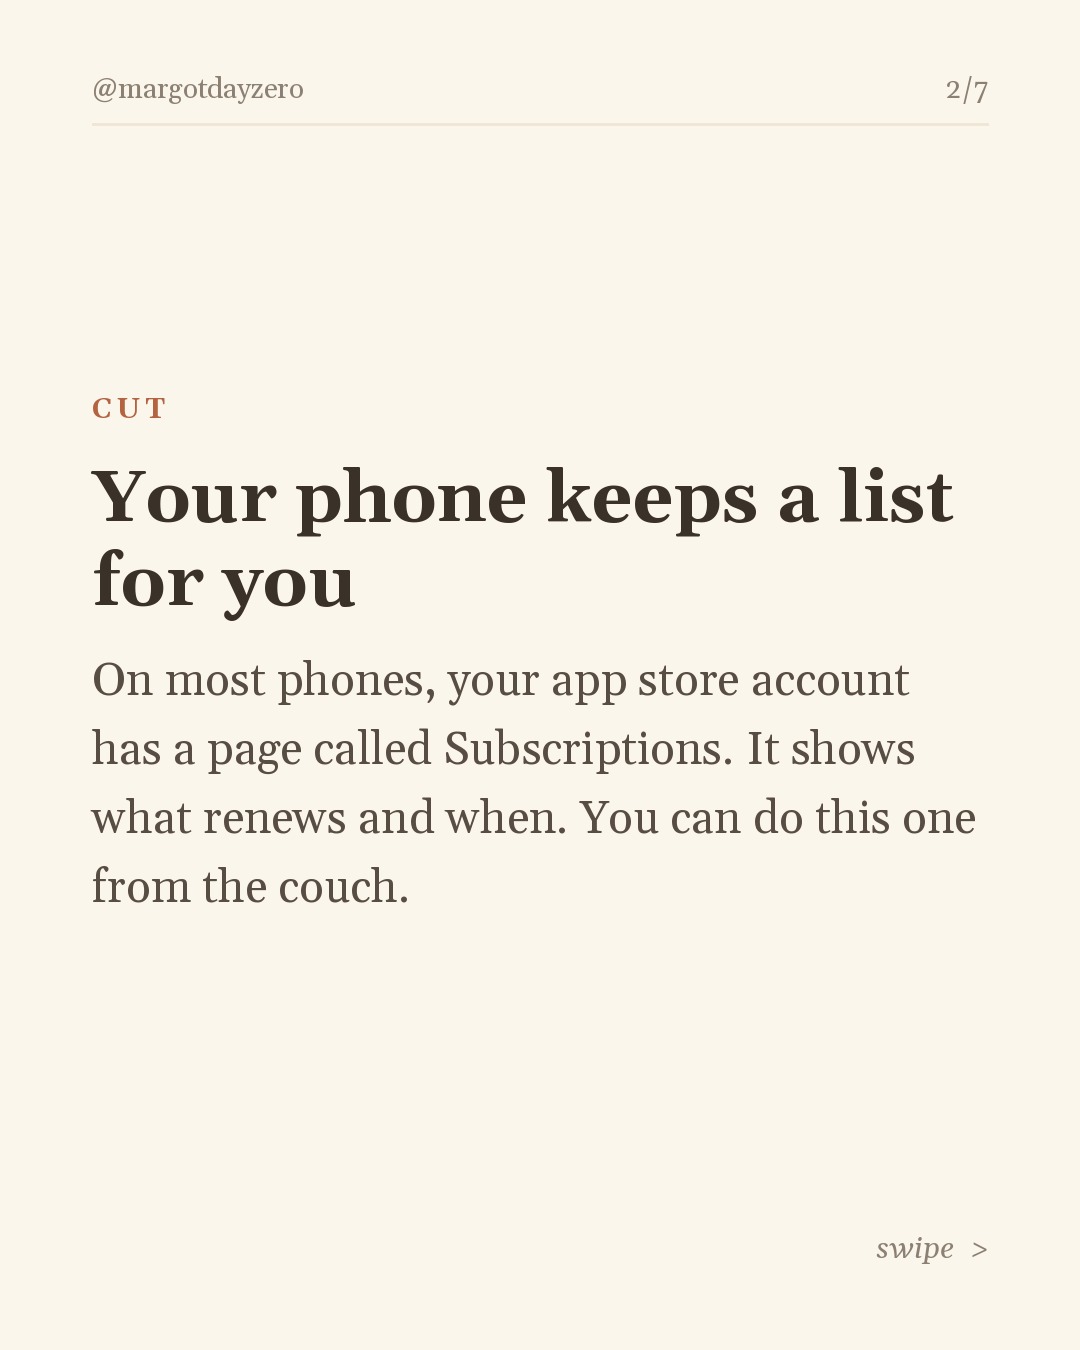 @margotdayzero
2/7
CUT
Your phone keeps a list
for you
On most phones, your app store account
has a page called Subscriptions. It shows
what renews and when. You can do this one
from the couch.
swipe >